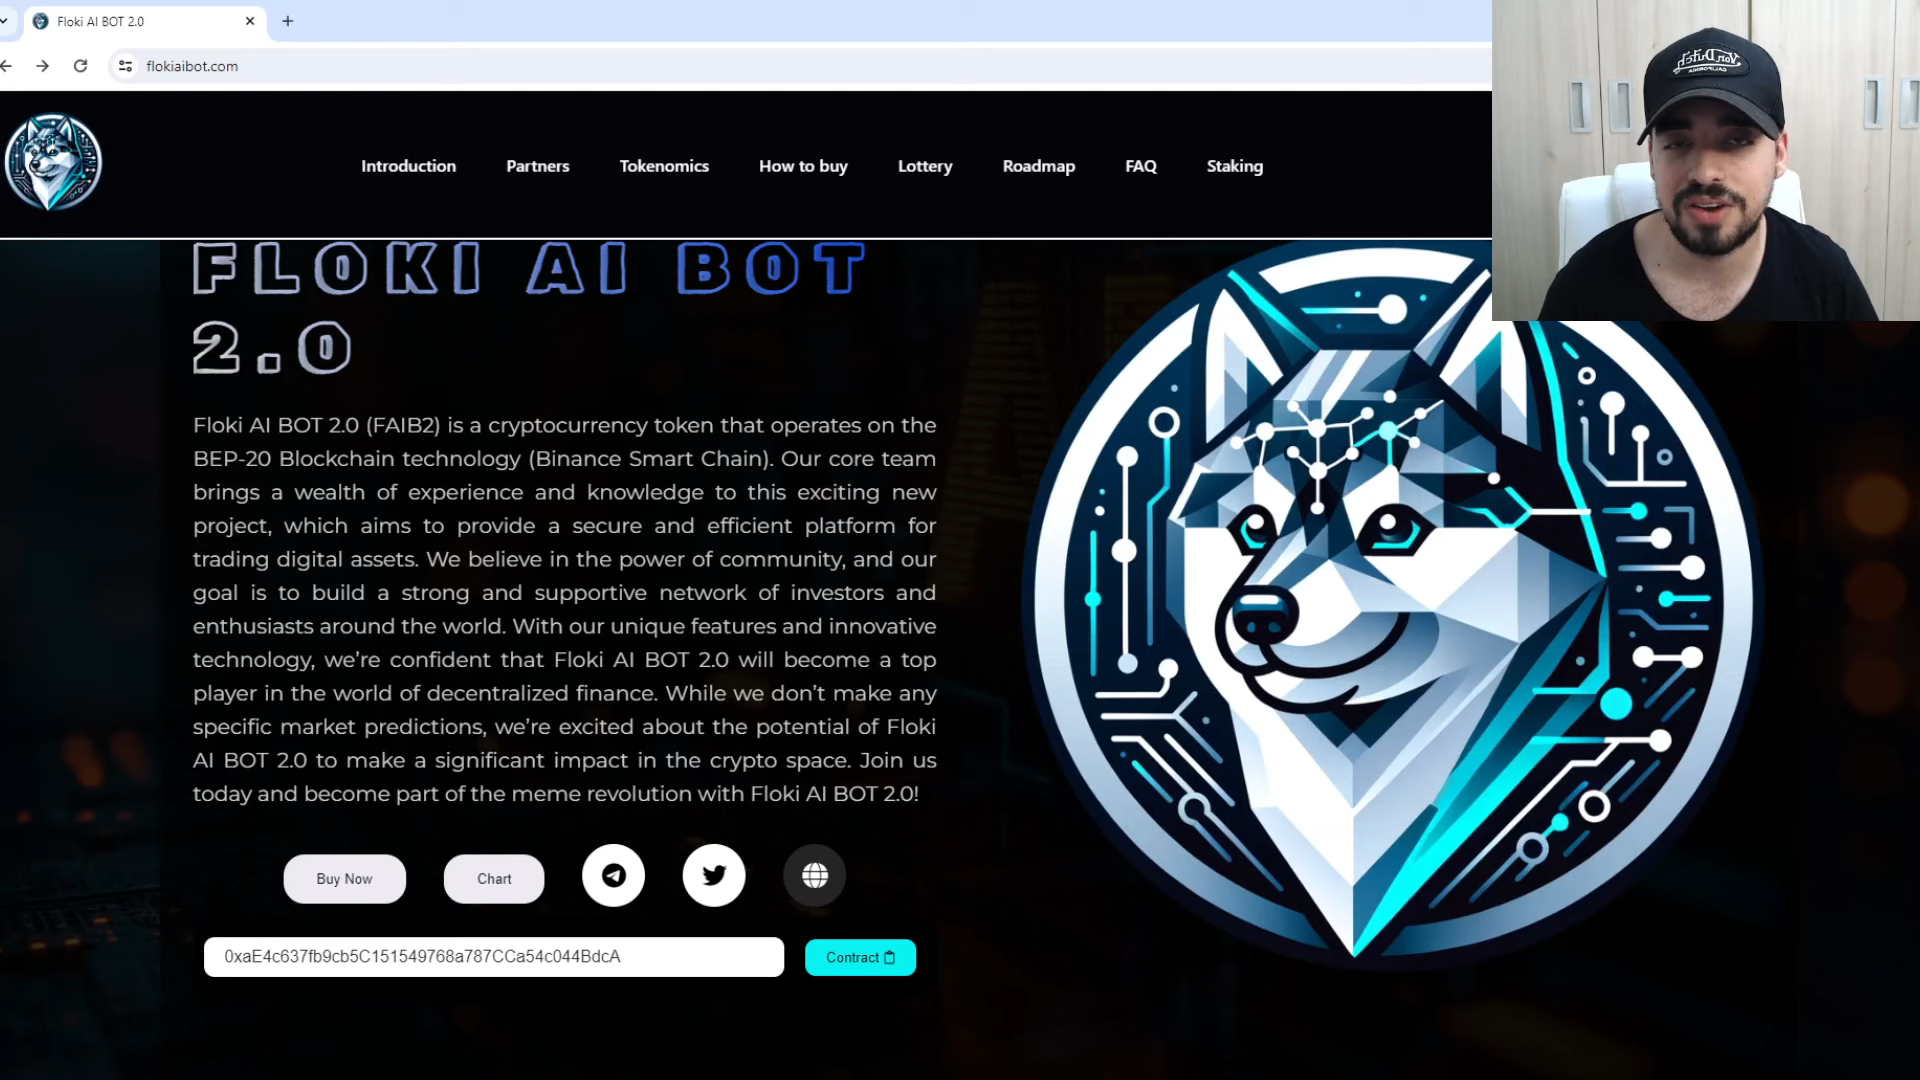 Floki AI BOT 2.0
flokiaibot.com
Introduction Partners Tokenomics How to buy Lottery Roadmap FAQ Staking
FLOKI AI BOT
2.0
Floki AI BOT 2.0 (FAIB2) is a cryptocurrency token that operates on the
BEP-20 Blockchain technology (Binance Smart Chain). Our core team
brings a wealth of experience and knowledge to this exciting new
project, which aims to provide a secure and efficient platform for
trading digital assets. We believe in the power of community, and our
goal is to build a strong and supportive network of investors and
enthusiasts around the world. With our unique features and innovative
technology, we’re confident that Floki AI BOT 2.0 will become a top
player in the world of decentralized finance. While we don’t make any
specific market predictions, we’re excited about the potential of Floki
AI BOT 2.0 to make a significant impact in the crypto space. Join us
today and become part of the meme revolution with Floki AI BOT 2.0!
Buy Now Chart
0xaE4c637fb9cb5C151549768a787CCa54c044BdcA
Contract
Von Dutch
CALIFORNIA